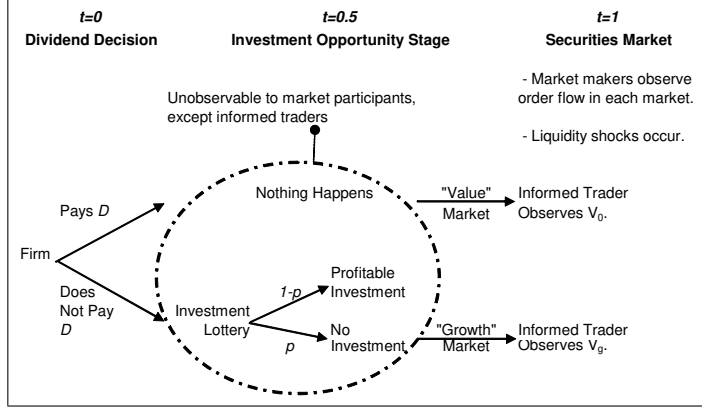 t=0
Dividend Decision
t=0.5
Investment Opportunity Stage
t=1
Securities Market
- Market makers observe
order flow in each market.
- Liquidity shocks occur.
Unobservable to market participants,
except informed traders
Nothing Happens
"Value"
Market
Informed Trader
Observes V₀.
Pays D
Firm
Does
Not Pay
D
Investment
Lottery
1-p
Profitable
Investment
p
No
Investment
"Growth"
Market
Informed Trader
Observes Vg.